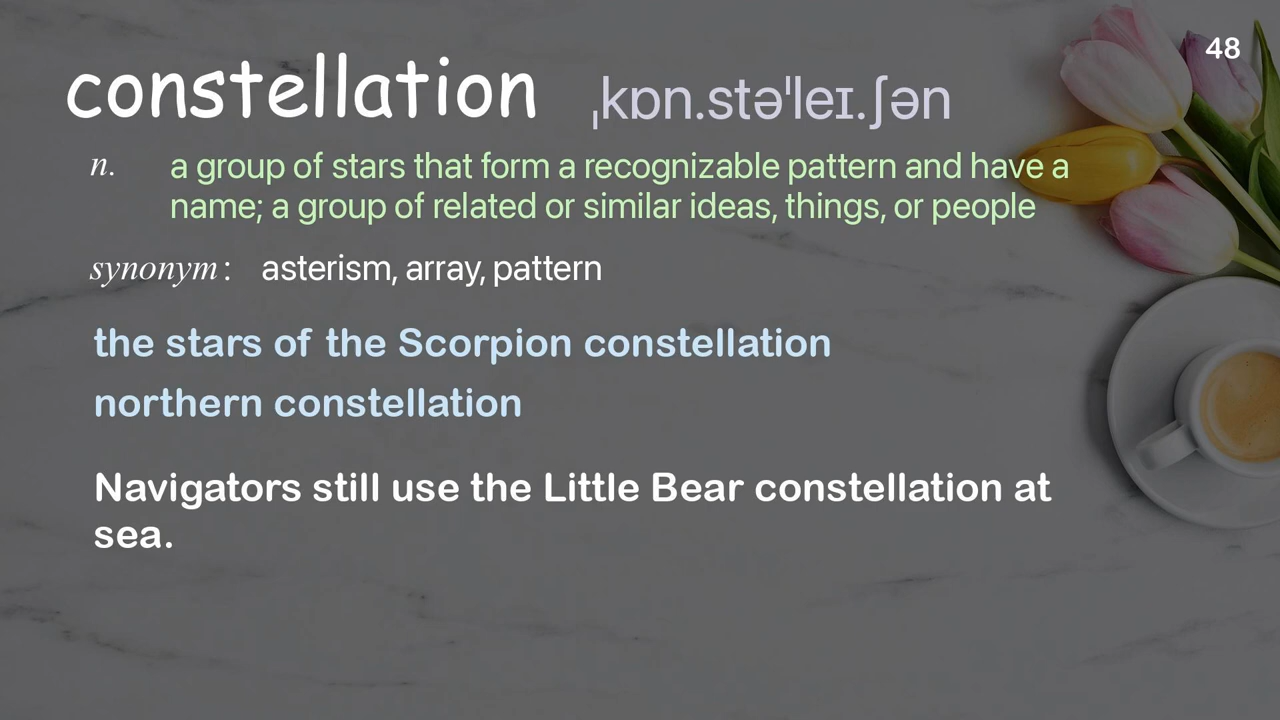 48
constellation ˌkɒn.stəˈleɪ.ʃən
n. a group of stars that form a recognizable pattern and have a
name; a group of related or similar ideas, things, or people
synonym: asterism, array, pattern
the stars of the Scorpion constellation
northern constellation
Navigators still use the Little Bear constellation at
sea.